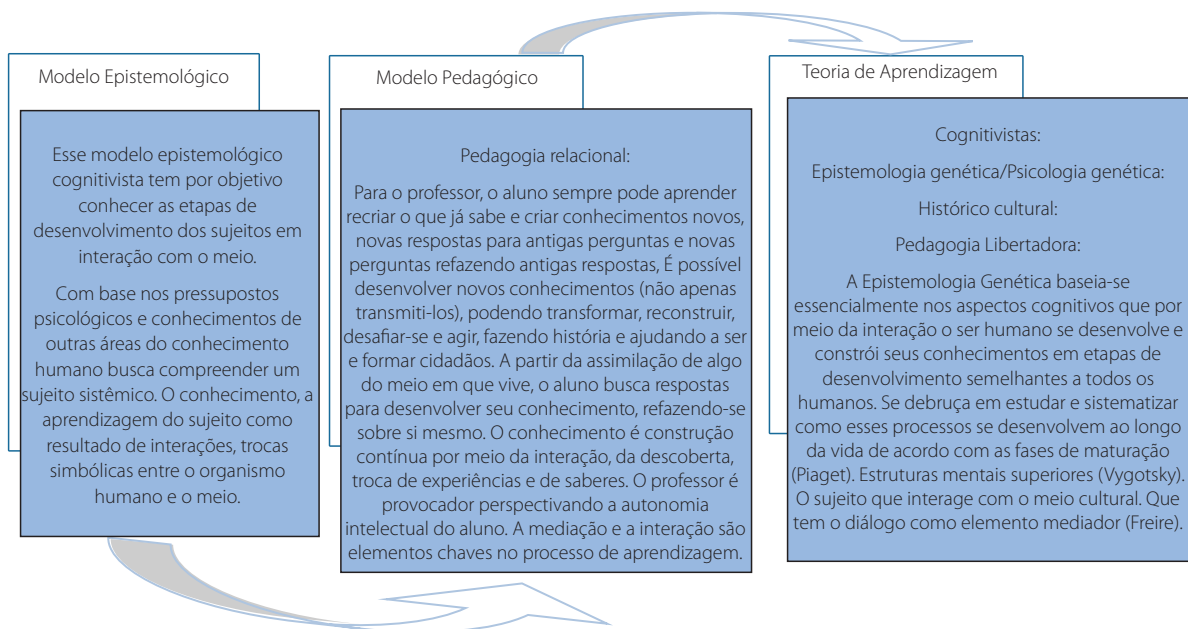 Modelo Epistemológico
Esse modelo epistemológico
cognitivista tem por objetivo
conhecer as etapas de
desenvolvimento dos sujeitos em
interação com o meio.
Com base nos pressupostos
psicológicos e conhecimentos de
outras áreas do conhecimento
humano busca compreender um
sujeito sistêmico. O conhecimento, a
aprendizagem do sujeito como
resultado de interações, trocas
simbólicas entre o organismo
humano e o meio.
Modelo Pedagógico
Pedagogia relacional:
Para o professor, o aluno sempre pode aprender
recriar o que já sabe e criar conhecimentos novos,
novas respostas para antigas perguntas e novas
perguntas refazendo antigas respostas, É possível
desenvolver novos conhecimentos (não apenas
transmiti-los), podendo transformar, reconstruir,
desafiar-se e agir, fazendo história e ajudando a ser
e formar cidadãos. A partir da assimilação de algo
do meio em que vive, o aluno busca respostas
para desenvolver seu conhecimento, refazendo-se
sobre si mesmo. O conhecimento é construção
contínua por meio da interação, da descoberta,
troca de experiências e de saberes. O professor é
provocador perspectivando a autonomia
intelectual do aluno. A mediação e a interação são
elementos chaves no processo de aprendizagem.
Teoria de Aprendizagem
Cognitivistas:
Epistemologia genética/Psicologia genética:
Histórico cultural:
Pedagogia Libertadora:
A Epistemologia Genética baseia-se
essencialmente nos aspectos cognitivos que por
meio da interação o ser humano se desenvolve e
constrói seus conhecimentos em etapas de
desenvolvimento semelhantes a todos os
humanos. Se debruça em estudar e sistematizar
como esses processos se desenvolvem ao longo
da vida de acordo com as fases de maturação
(Piaget). Estruturas mentais superiores (Vygotsky).
O sujeito que interage com o meio cultural. Que
tem o diálogo como elemento mediador (Freire).